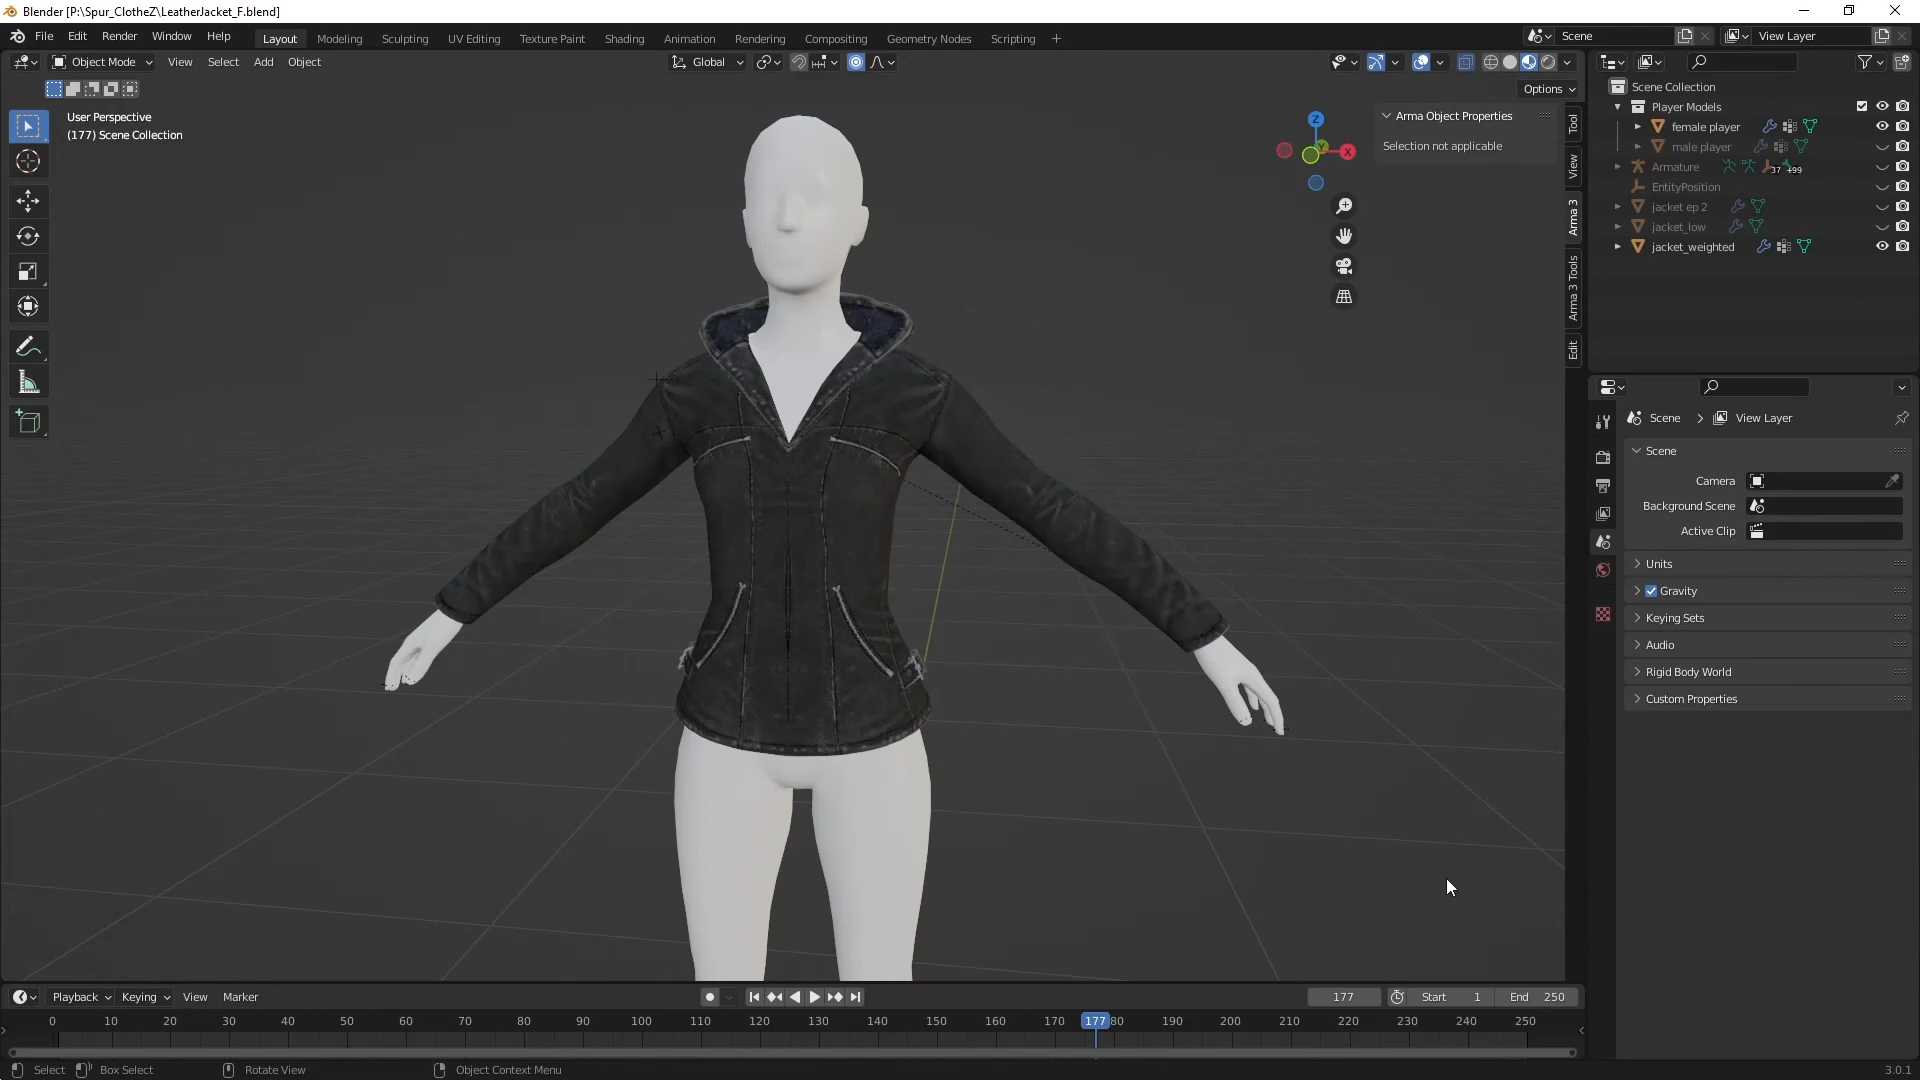 Blender [P:\Spur_ClotheZ\LeatherJacket_F.blend]
File Edit Render Window Help Layout Modeling Sculpting UV Editing Texture Paint Shading Animation Rendering Compositing Geometry Nodes Scripting + Scene View Layer
Object Mode View Select Add Object Global
Options
User Perspective
(177) Scene Collection
Z
X
Y
Arma Object Properties
Selection not applicable
Tool
View
Arma 3
Arma 3 Tools
Edit
Scene Collection
Player Models
female player
male player
Armature 37 +99
EntityPosition
jacket ep 2
jacket_low
jacket_weighted
Scene > View Layer
Scene
Camera
Background Scene
Active Clip
Units
Gravity
Keying Sets
Audio
Rigid Body World
Custom Properties
Playback Keying View Marker 177 Start 1 End 250
0 10 20 30 40 50 60 70 80 90 100 110 120 130 140 150 160 170 177 80 190 200 210 220 230 240 250
Select Box Select Rotate View Object Context Menu 3.0.1